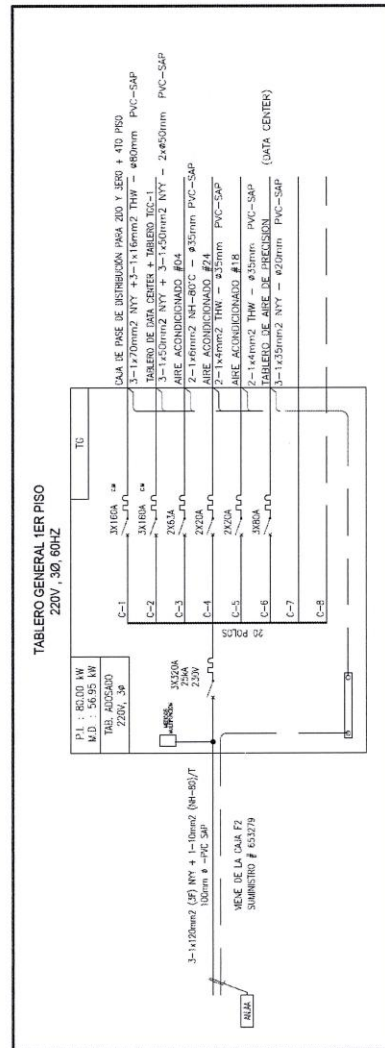 TABLERO GENERAL 1ER PISO
220V , 3Ø, 60HZ
P.I. : 80.00 kW
M.D. : 56.95 kW
TAB. ADOSADO
220V, 3ø
TG
3-1x120mm2 (3F) NYY + 1-10mm2 (NH-80)/T
100mm ø -PVC SAP
VIENE DE LA CAJA F2
SUMINISTRO # 653279
3X320A
25kA
230V
20 POLOS
C-1
3X160A
CAJA DE PASE DE DISTRIBUCIÓN PARA 2DO Y 3ERO + 4TO PISO
3-1x70mm2 NYY +3-1x16mm2 THW - ø80mm PVC-SAP
C-2
3X160A
TABLERO DE DATA CENTER + TABLERO TGC-1
3-1x50mm2 NYY + 3-1x50mm2 NYY - 2xø50mm PVC-SAP
C-3
2X63A
AIRE ACONDICIONADO #04
2-1x6mm2 NH-80°C - ø35mm PVC-SAP
C-4
2X20A
AIRE ACONDICIONADO #24
2-1x4mm2 THW - ø35mm PVC-SAP
C-5
2X20A
AIRE ACONDICIONADO #18
2-1x4mm2 THW - ø35mm PVC-SAP
C-6
3X80A
TABLERO DE AIRE DE PRECISION (DATA CENTER)
3-1x35mm2 NYY - ø20mm PVC-SAP
C-7
C-8